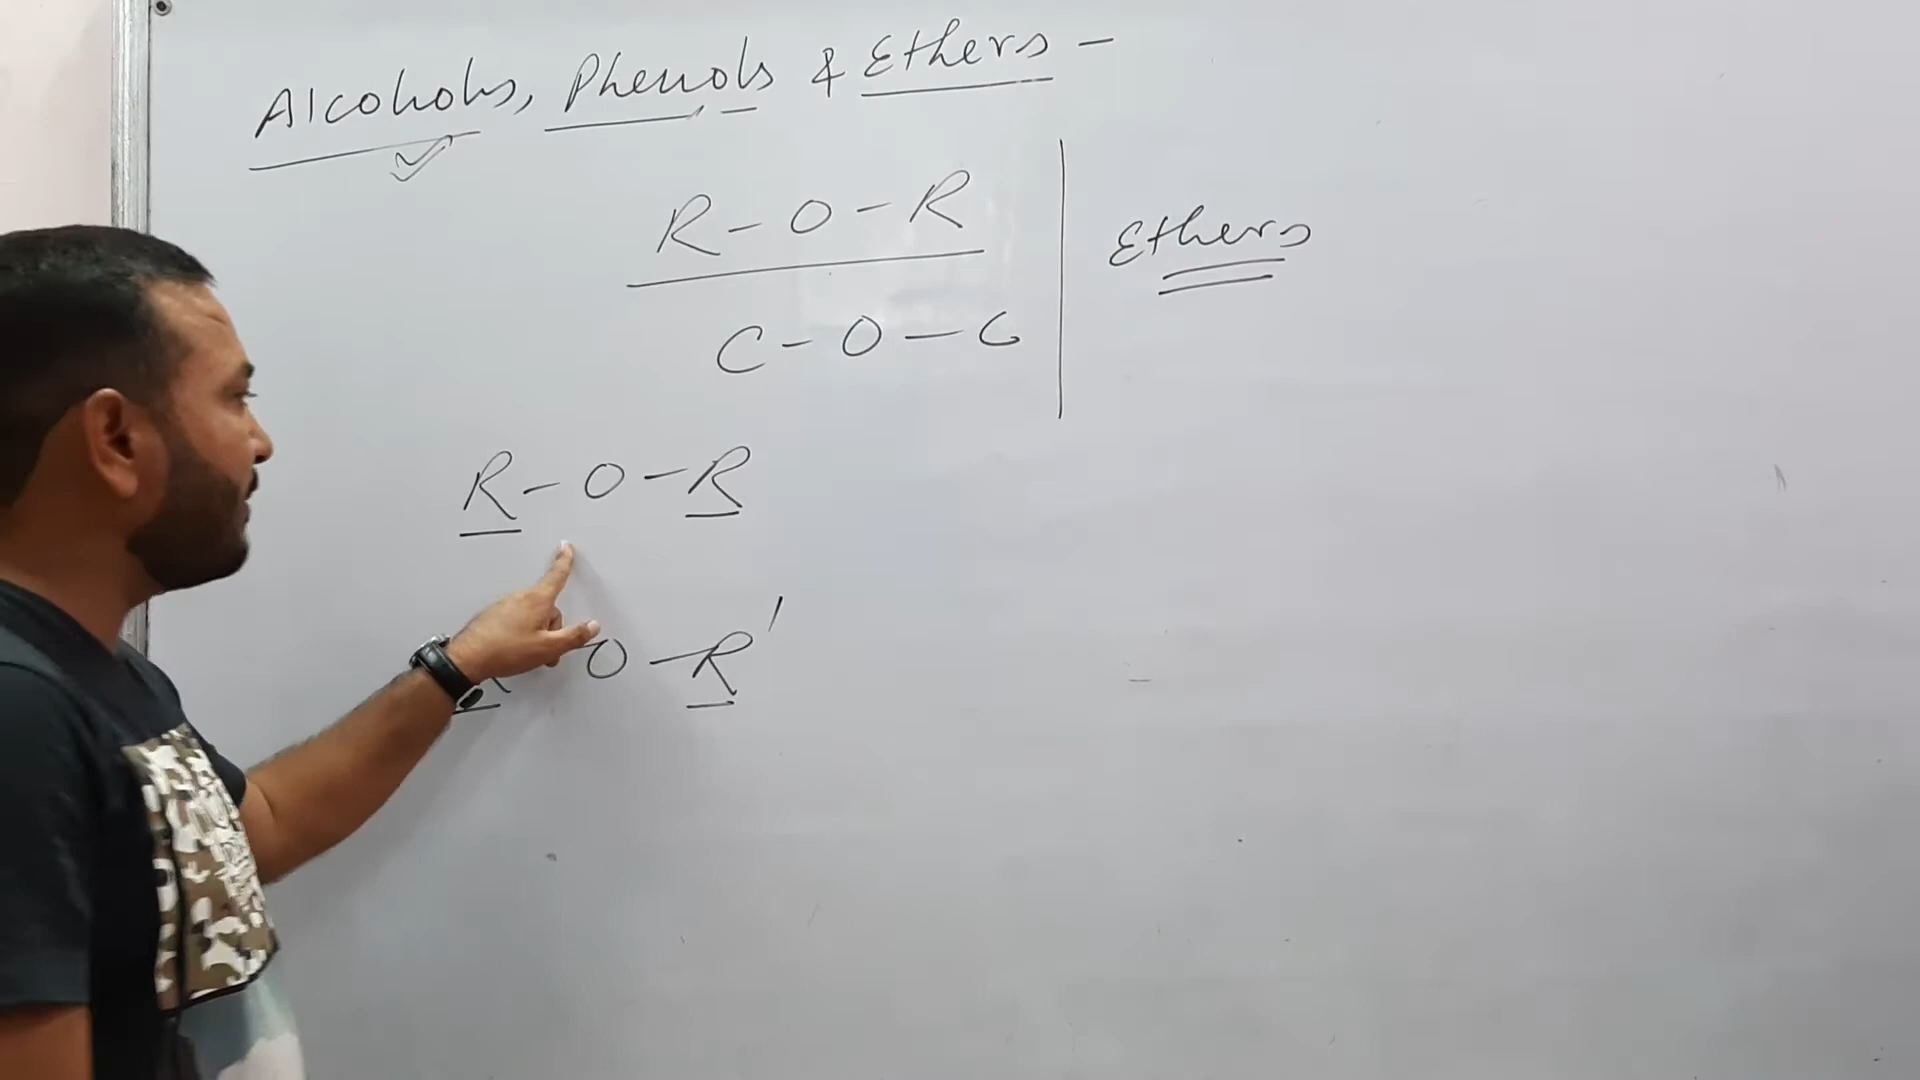 Alcohols, Phenols & Ethers -
R - O - R
Ethers
C - O - C
R - O - R
R - O - R'